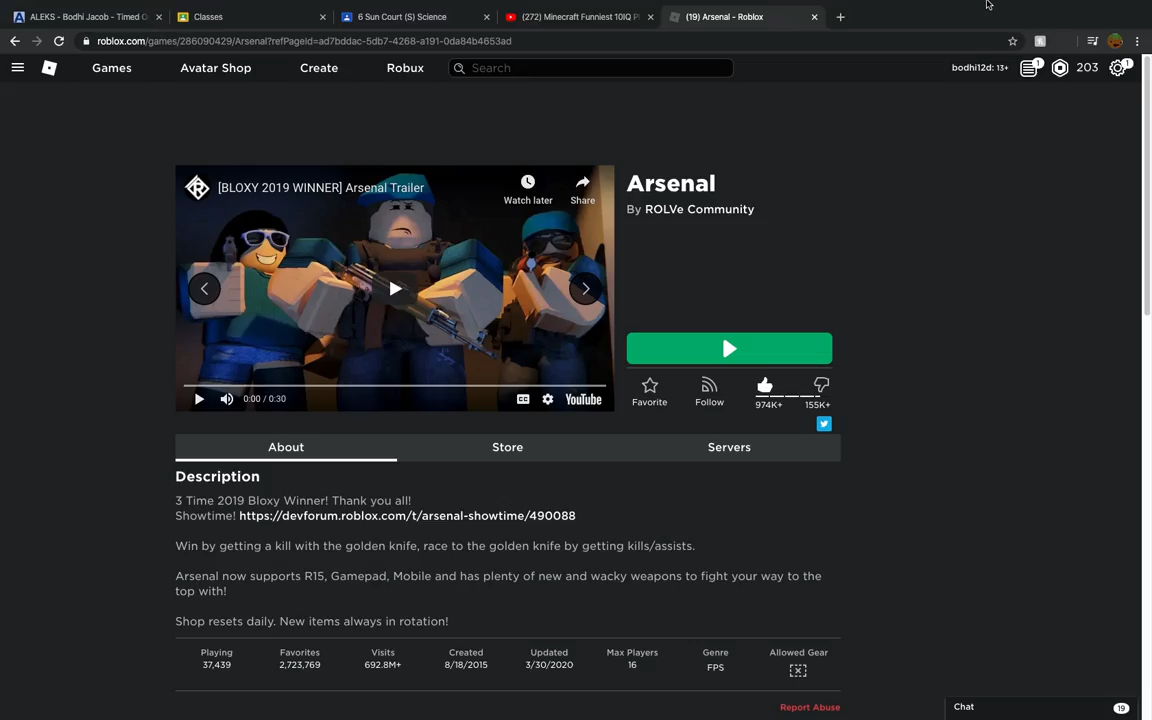 ALEKS - Bodhi Jacob - Timed O
Classes
6 Sun Court (S) Science
(272) Minecraft Funniest 10IQ P
(19) Arsenal - Roblox
roblox.com/games/286090429/Arsenal?refPageId=ad7bddac-5db7-4268-a191-0da84b4653ad
Games
Avatar Shop
Create
Robux
Search
bodhi12d: 13+
1
203
1
[BLOXY 2019 WINNER] Arsenal Trailer
Watch later
Share
0:00 / 0:30
CC
YouTube
Arsenal
By ROLVe Community
Favorite
Follow
974K+
155K+
About
Store
Servers
Description
3 Time 2019 Bloxy Winner! Thank you all!
Showtime! https://devforum.roblox.com/t/arsenal-showtime/490088
Win by getting a kill with the golden knife, race to the golden knife by getting kills/assists.
Arsenal now supports R15, Gamepad, Mobile and has plenty of new and wacky weapons to fight your way to the
top with!
Shop resets daily. New items always in rotation!
Playing
37,439
Favorites
2,723,769
Visits
692.8M+
Created
8/18/2015
Updated
3/30/2020
Max Players
16
Genre
FPS
Allowed Gear
Report Abuse
Chat
19